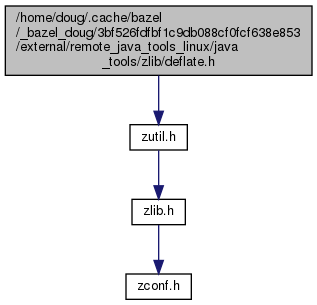 /home/doug/.cache/bazel
/_bazel_doug/3bf526fdfbf1c9db088cf0fcf638e853
/external/remote_java_tools_linux/java
_tools/zlib/deflate.h
zutil.h
zlib.h
zconf.h